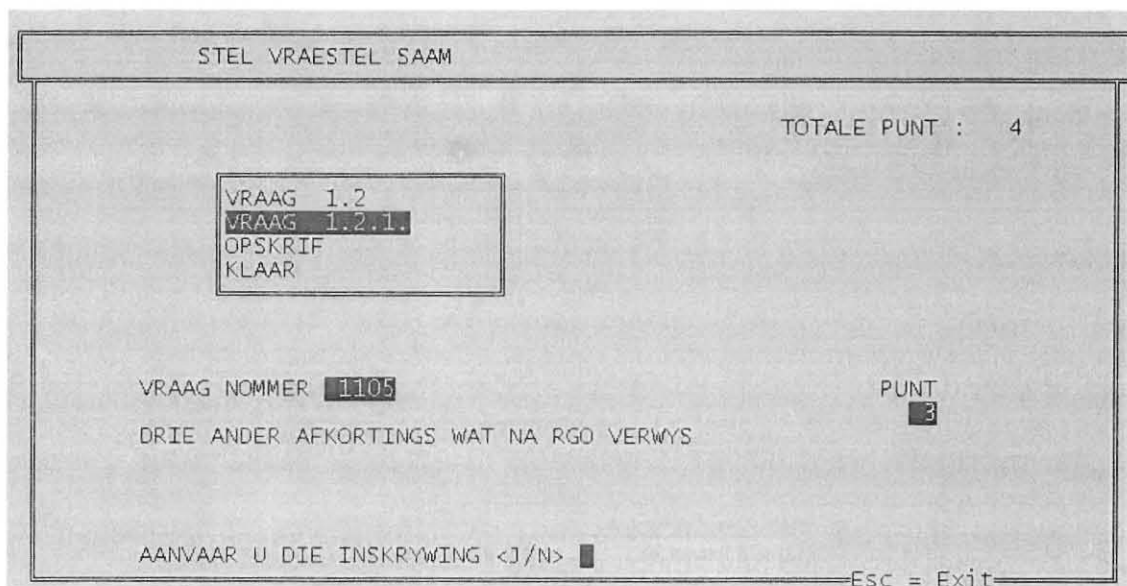 STEL VRAESTEL SAAM
TOTALE PUNT : 4
VRAAG 1.2
VRAAG 1.2.1.
OPSKRIF
KLAAR
VRAAG NOMMER 1105
PUNT
3
DRIE ANDER AFKORTINGS WAT NA RGO VERWYS
AANVAAR U DIE INSKRYWING <J/N>
Esc = Exit